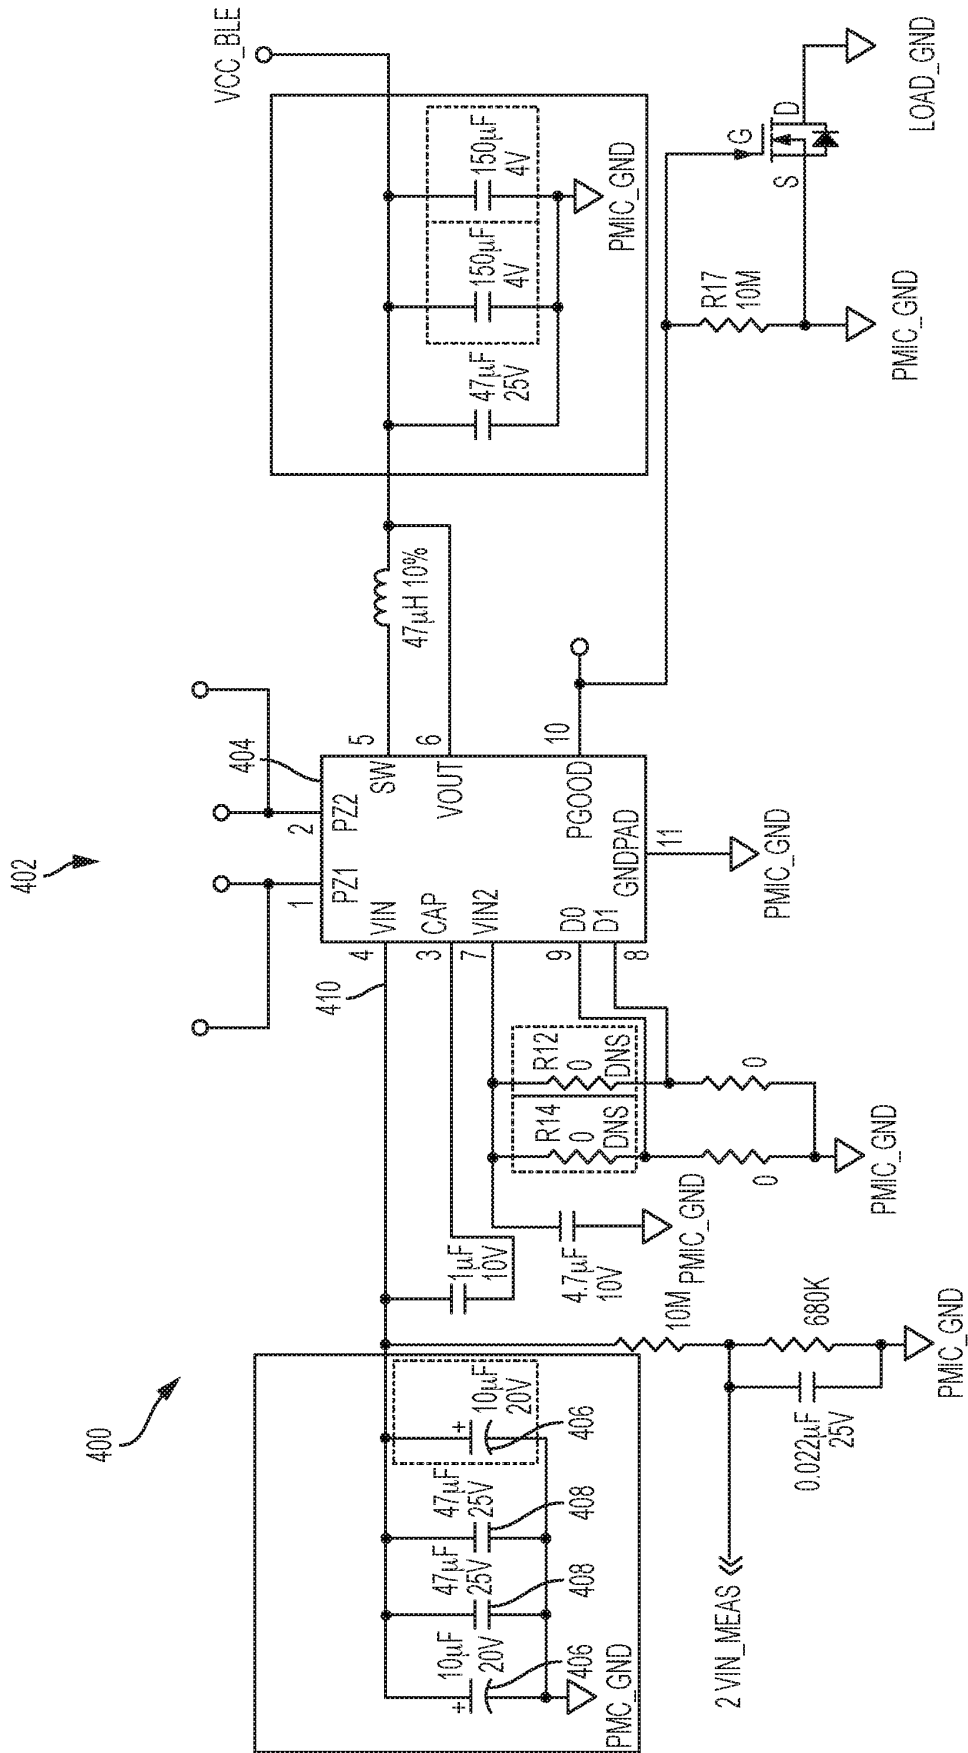 400
402
10µF
20V
406
47µF
25V
408
47µF
25V
408
10µF
20V
406
PMC_GND
2 VIN_MEAS
0.022µF
25V
10M
680K
PMIC_GND
1µF
10V
4.7µF
10V
PMIC_GND
R14
0
DNS
R12
0
DNS
0
0
PMIC_GND
410
4
3
7
9
8
1
2
404
PZ1
PZ2
VIN
CAP
VIN2
D0
D1
SW
VOUT
PGOOD
GNDPAD
5
6
10
11
PMIC_GND
47µH 10%
47µF
25V
150µF
4V
150µF
4V
PMIC_GND
VCC_BLE
R17
10M
PMIC_GND
G
S
D
LOAD_GND